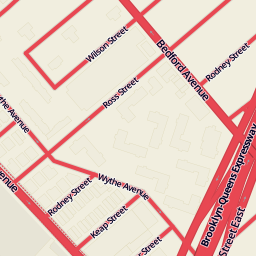 Wilson Street
Bedford Avenue
Rodney Street
Ross Street
Avenue
Brooklyn-Queens Expressway
Wythe Avenue
Rodney Street
Avenue
Keap Street
Street East
Street